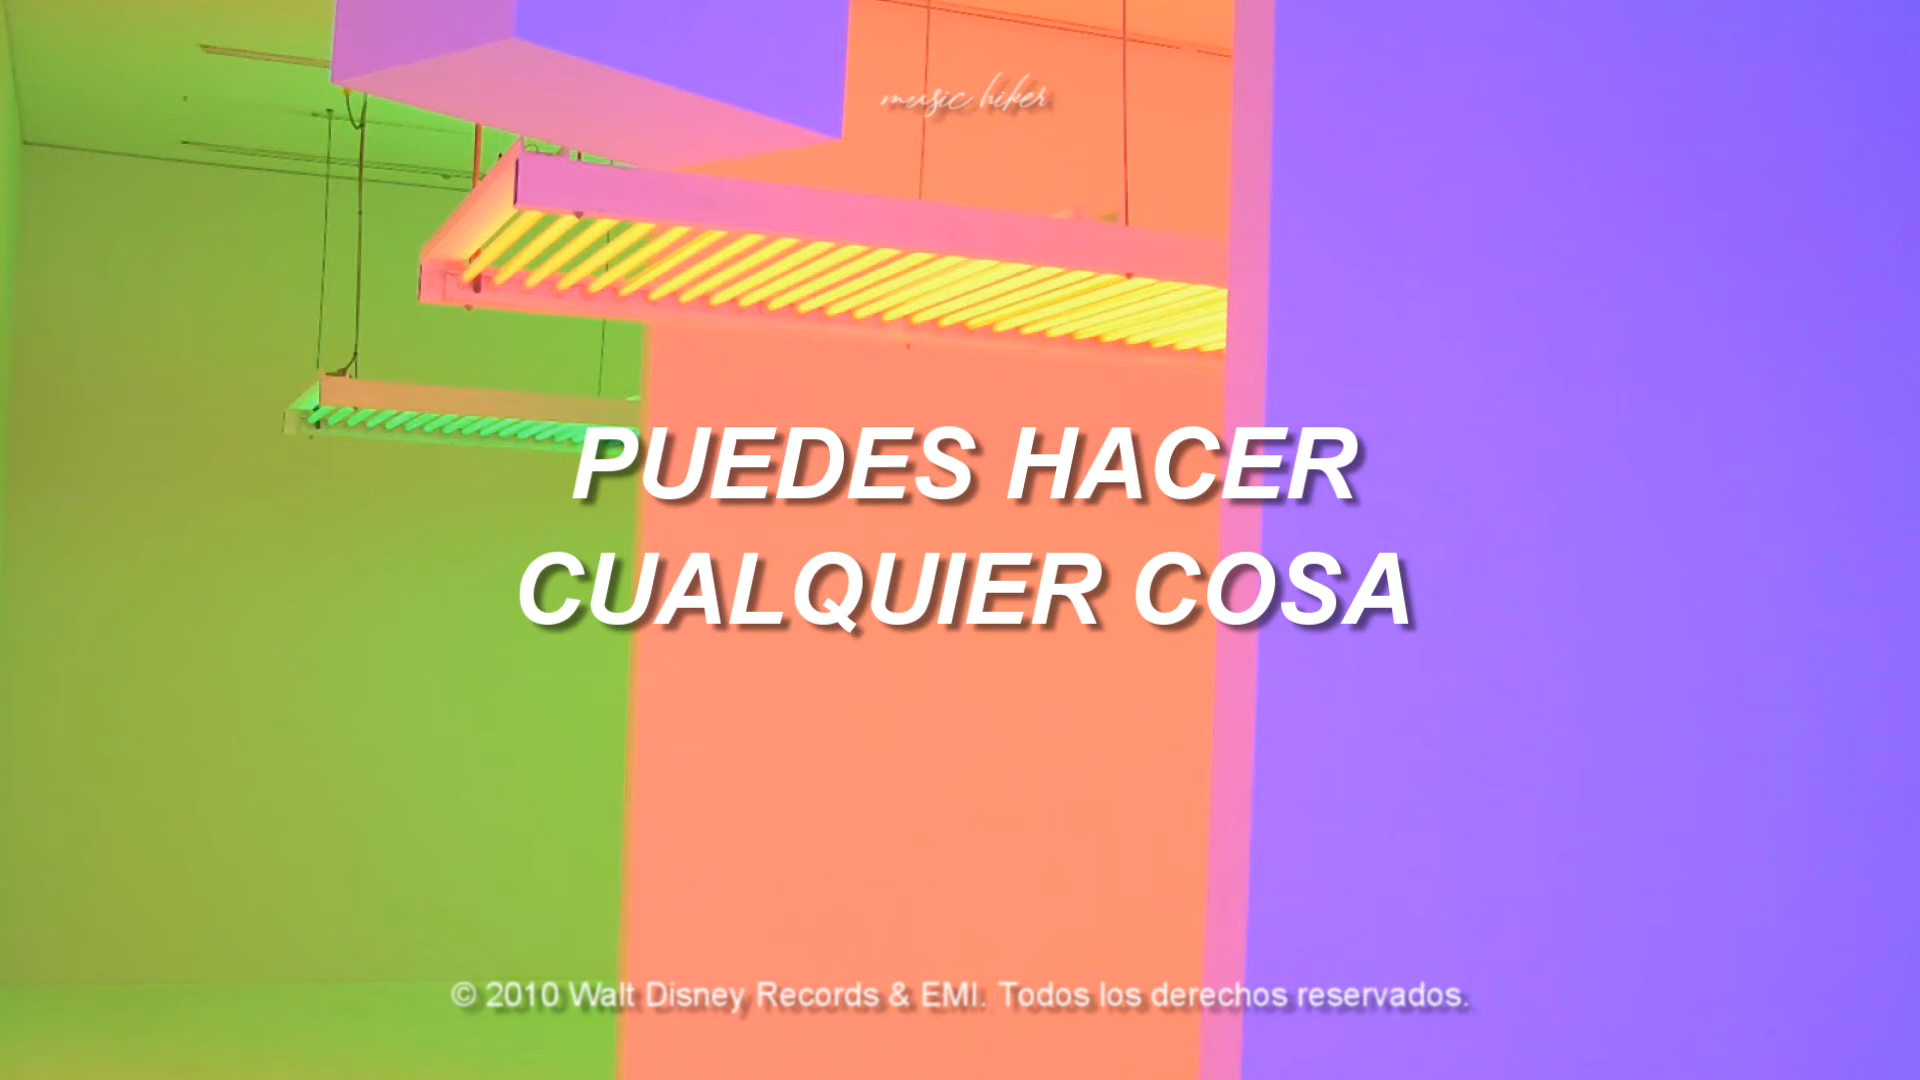 music hiker
PUEDES HACER
CUALQUIER COSA
© 2010 Walt Disney Records & EMI. Todos los derechos reservados.